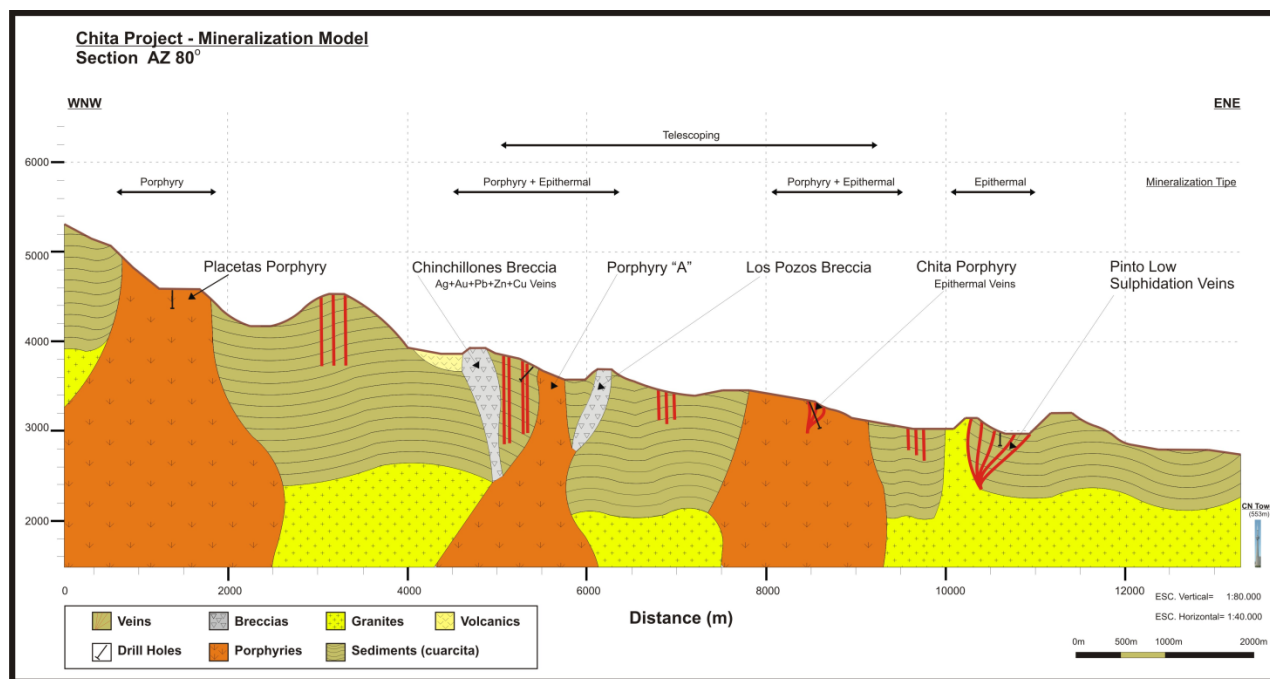 Chita Project - Mineralization Model
Section AZ 80°
WNW
ENE
Telescoping
Porphyry
Porphyry + Epithermal
Porphyry + Epithermal
Epithermal
Mineralization Tipe
6000
5000
4000
3000
2000
Placetas Porphyry
Chinchillones Breccia
Ag+Au+Pb+Zn+Cu Veins
Porphyry "A"
Los Pozos Breccia
Chita Porphyry
Epithermal Veins
Pinto Low
Sulphidation Veins
CN Tow
(553m)
0
2000
4000
6000
8000
10000
12000
Distance (m)
Veins
Breccias
Granites
Volcanics
Drill Holes
Porphyries
Sediments (cuarcita)
ESC. Vertical= 1:80.000
ESC. Horizontal= 1:40.000
0m 500m 1000m 2000m